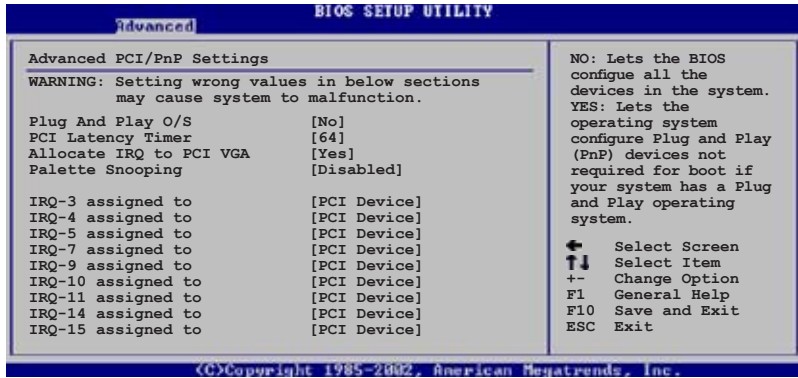 BIOS SETUP UTILITY
Advanced
Advanced PCI/PnP Settings
WARNING: Setting wrong values in below sections
may cause system to malfunction.
Plug And Play O/S [No]
PCI Latency Timer [64]
Allocate IRQ to PCI VGA [Yes]
Palette Snooping [Disabled]
IRQ-3 assigned to [PCI Device]
IRQ-4 assigned to [PCI Device]
IRQ-5 assigned to [PCI Device]
IRQ-7 assigned to [PCI Device]
IRQ-9 assigned to [PCI Device]
IRQ-10 assigned to [PCI Device]
IRQ-11 assigned to [PCI Device]
IRQ-14 assigned to [PCI Device]
IRQ-15 assigned to [PCI Device]
NO: Lets the BIOS
configue all the
devices in the system.
YES: Lets the
operating system
configure Plug and Play
(PnP) devices not
required for boot if
your system has a Plug
and Play operating
system.
← Select Screen
↑↓ Select Item
+- Change Option
F1 General Help
F10 Save and Exit
ESC Exit
(C)Copyright 1985-2002, American Megatrends, Inc.